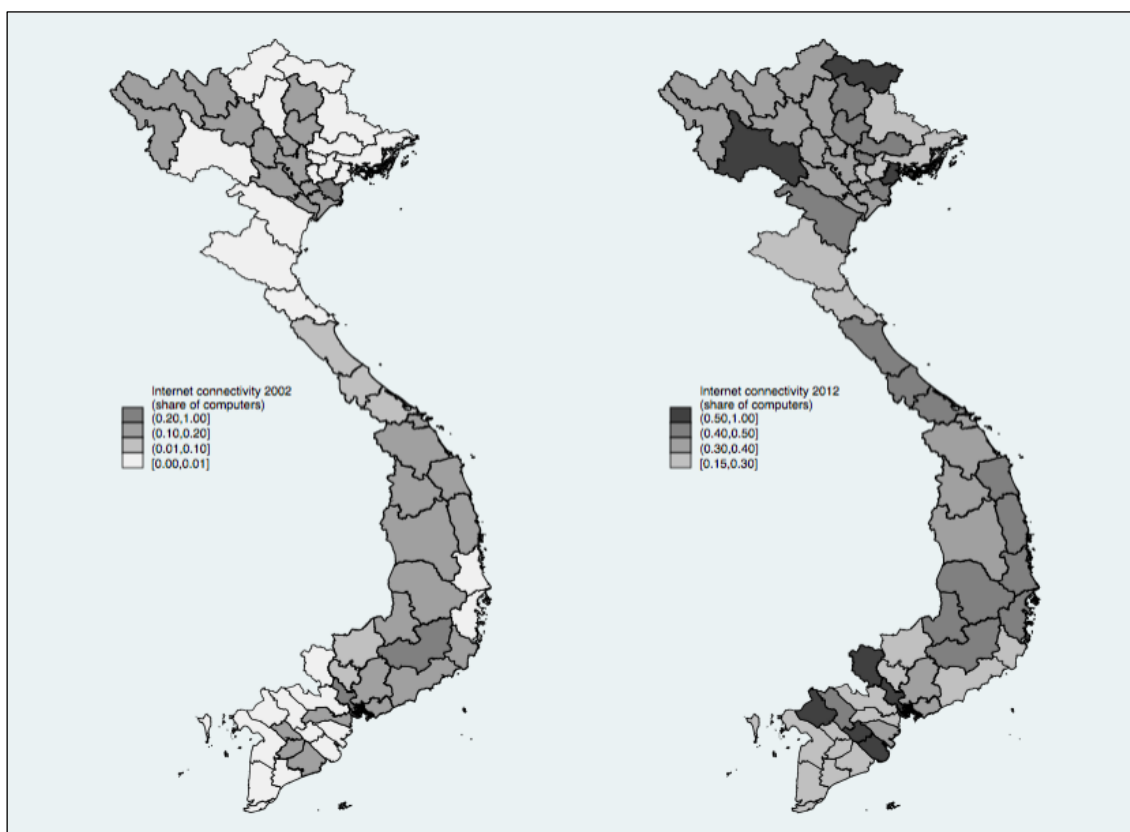 Internet connectivity 2002
(share of computers)
(0.20,1.00]
(0.10,0.20]
(0.01,0.10]
[0.00,0.01]
Internet connectivity 2012
(share of computers)
(0.50,1.00]
(0.40,0.50]
(0.30,0.40]
[0.15,0.30]